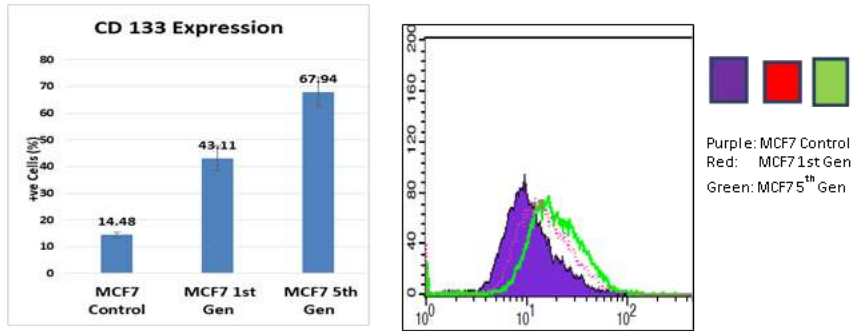 CD 133 Expression
+ve Cells (%)
80
70
60
50
40
30
20
10
0
14.48
43.11
67.94
MCF7 Control
MCF7 1st Gen
MCF7 5th Gen
200
160
120
80
40
0
10^0
10^1
10^2
Purple: MCF7 Control
Red: MCF7 1st Gen
Green: MCF7 5th Gen